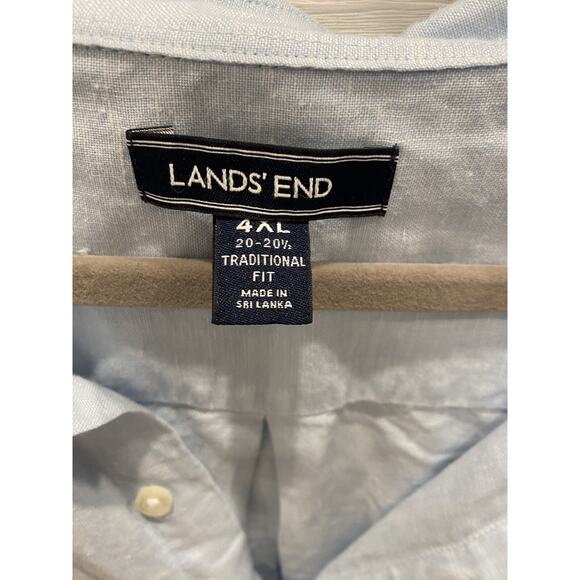 LANDS' END
4XL
20-20½
TRADITIONAL
FIT
MADE IN
SRI LANKA